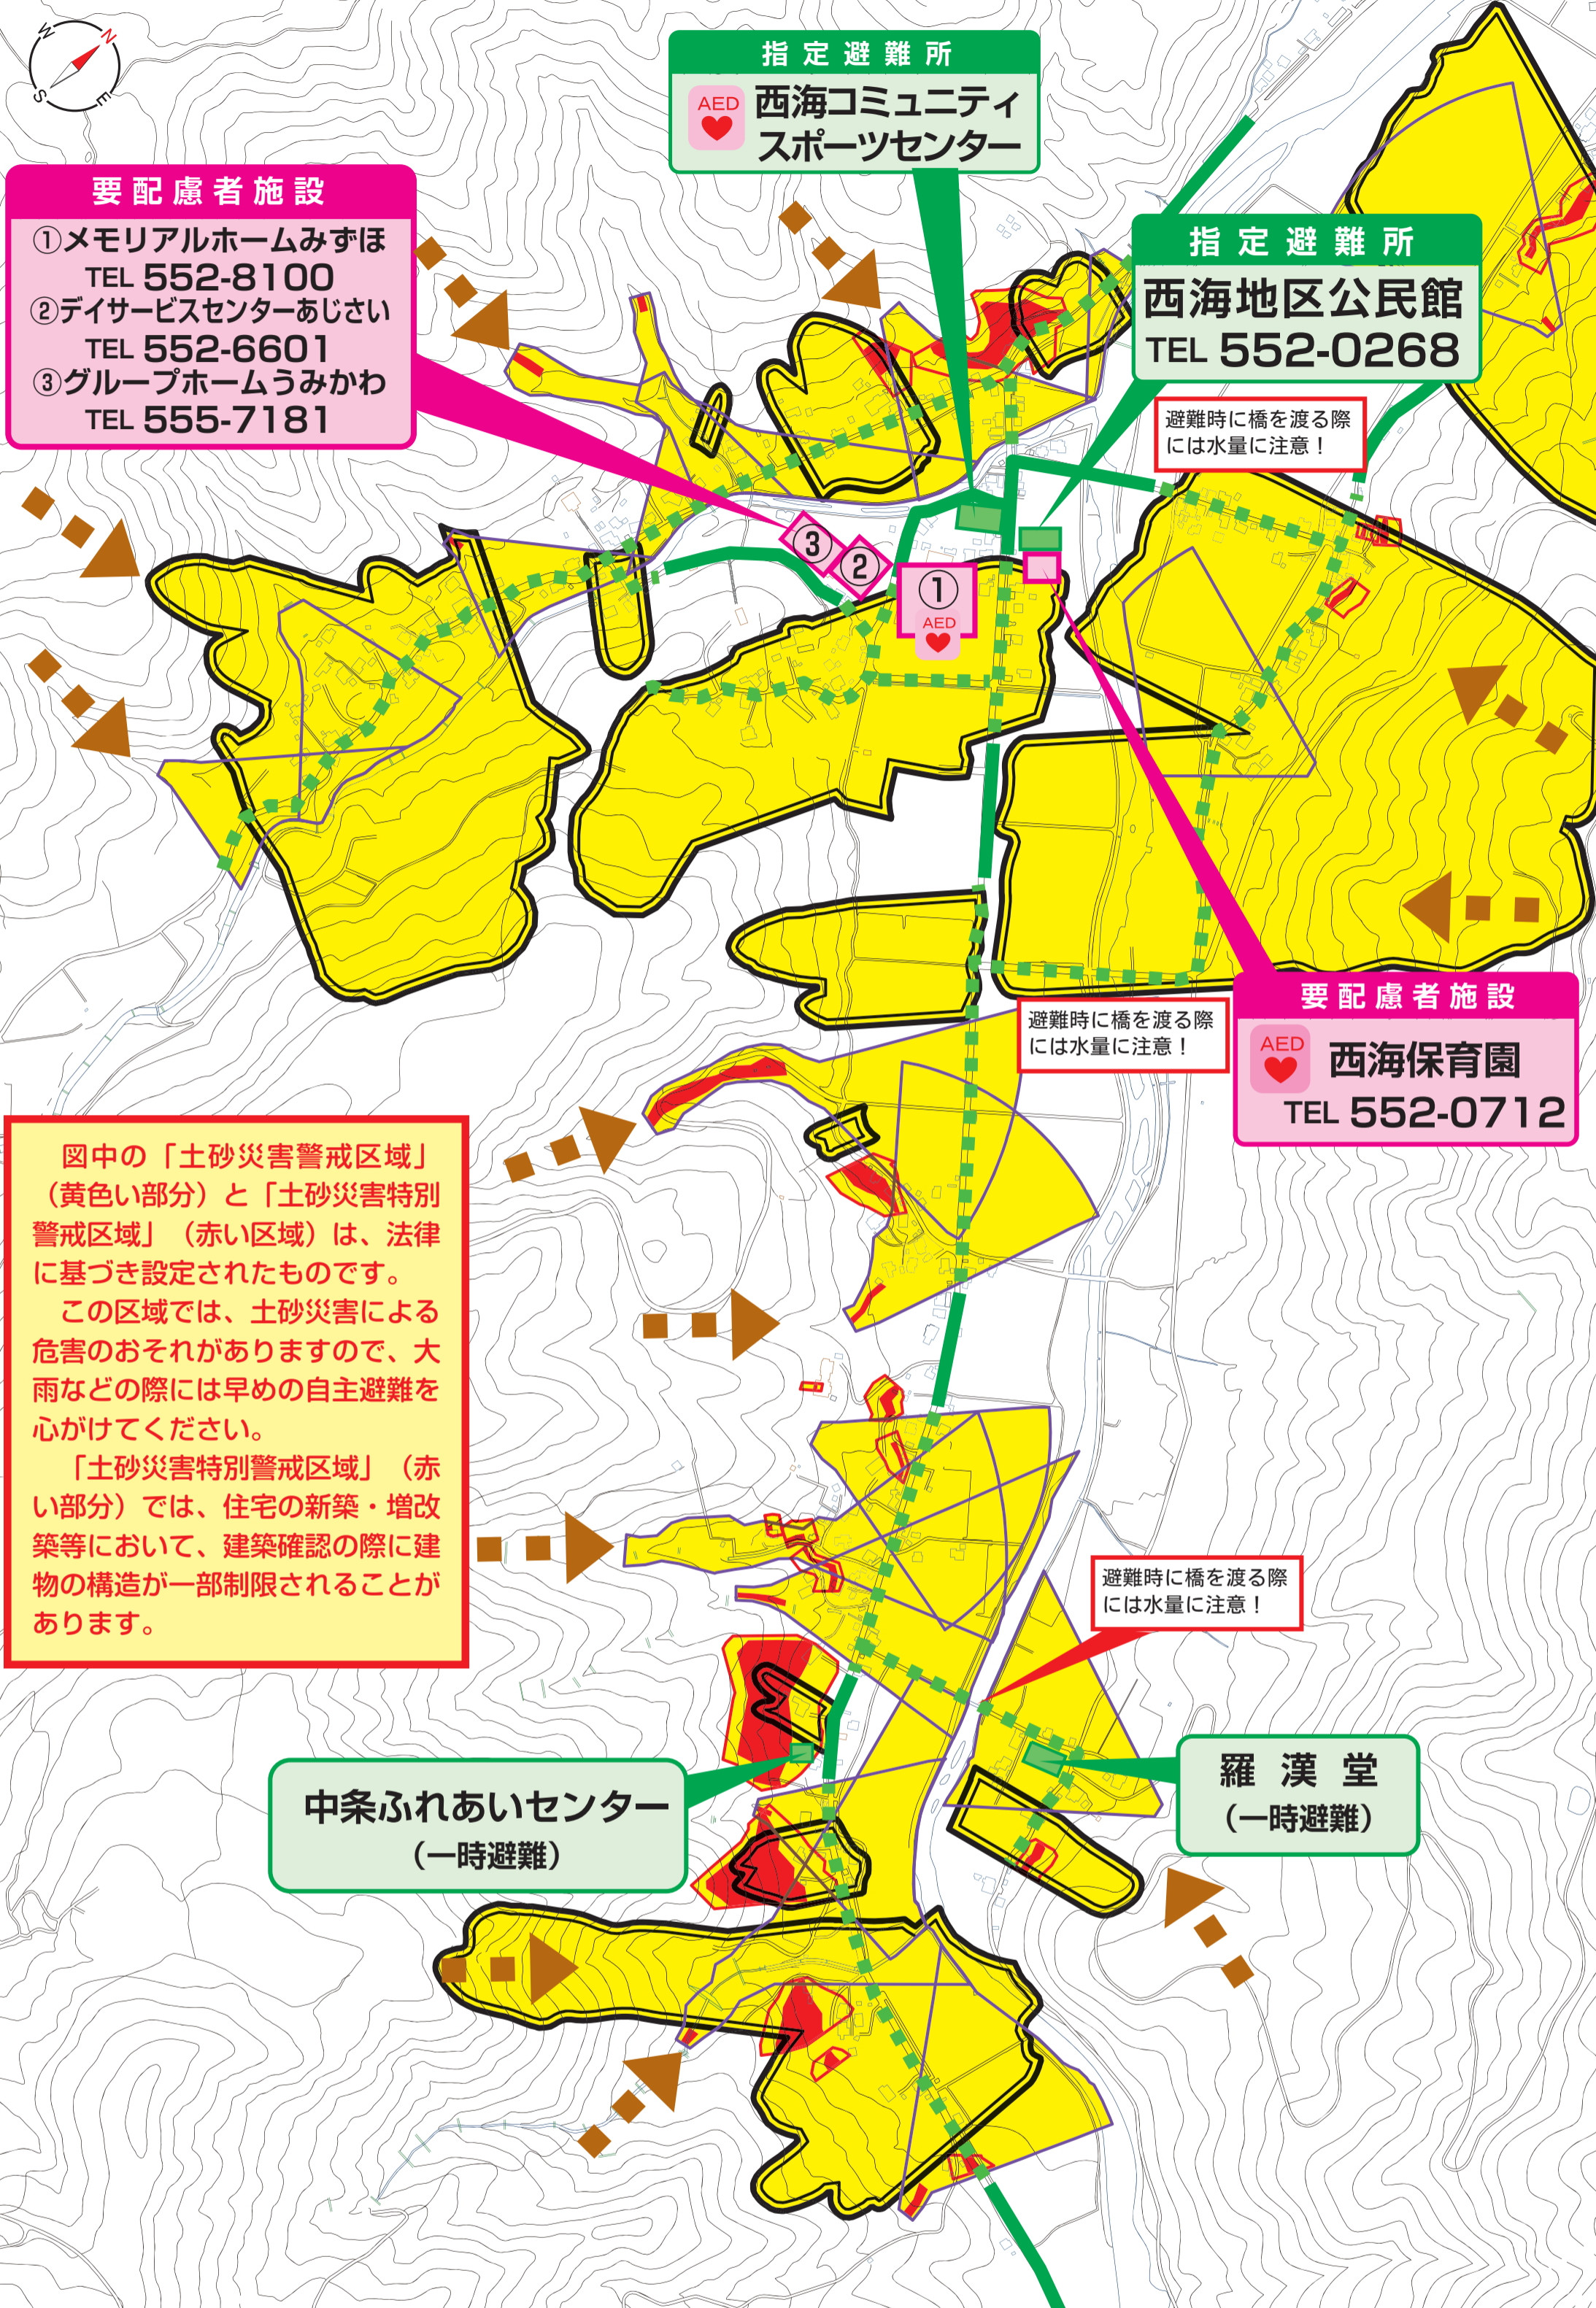 W
N
S
E
指定避難所
AED
西海コミュニティ
スポーツセンター
要配慮者施設
①メモリアルホームみずほ
TEL 552-8100
②デイサービスセンターあじさい
TEL 552-6601
③グループホームうみかわ
TEL 555-7181
指定避難所
西海地区公民館
TEL 552-0268
避難時に橋を渡る際
には水量に注意!
③
②
①
AED
避難時に橋を渡る際
には水量に注意!
要配慮者施設
AED
西海保育園
TEL 552-0712
図中の「土砂災害警戒区域」
(黄色い部分)と「土砂災害特別
警戒区域」(赤い区域)は、法律
に基づき設定されたものです。
この区域では、土砂災害による
危害のおそれがありますので、大
雨などの際には早めの自主避難を
心がけてください。
「土砂災害特別警戒区域」(赤
い部分)では、住宅の新築・増改
築等において、建築確認の際に建
物の構造が一部制限されることが
あります。
避難時に橋を渡る際
には水量に注意!
中条ふれあいセンター
(一時避難)
羅漢堂
(一時避難)